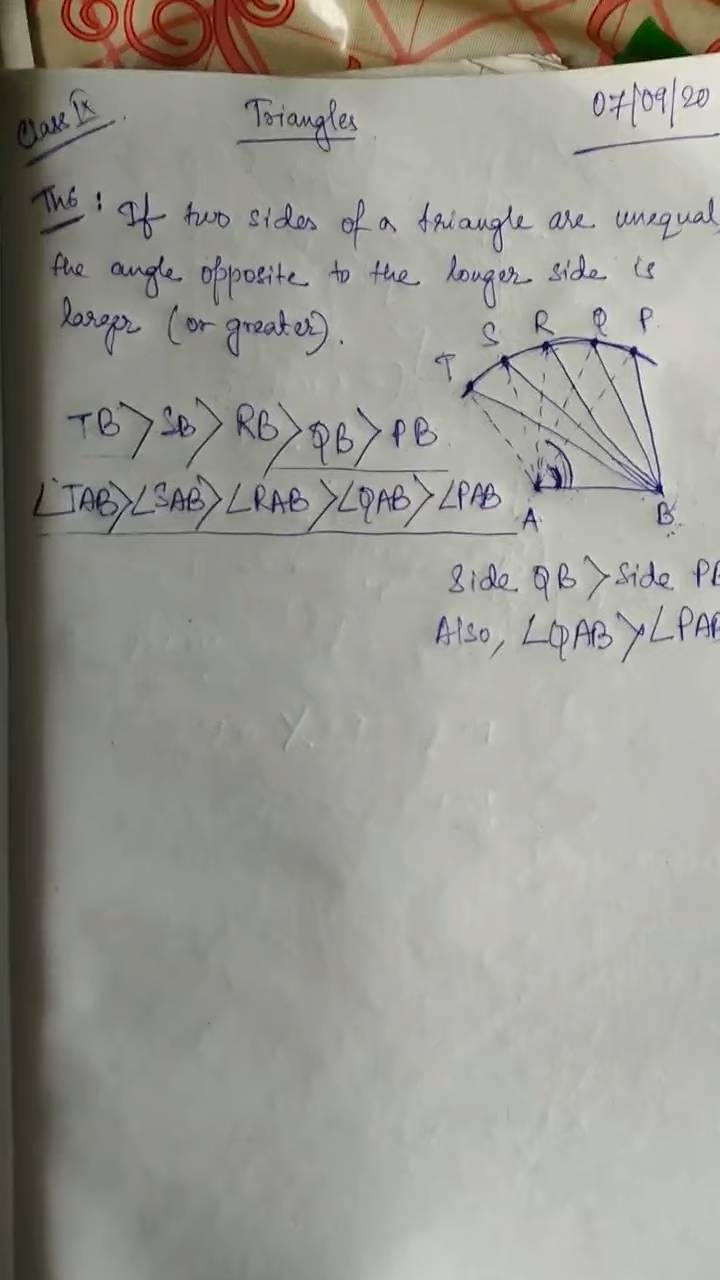 Class IX
Triangles
07/09/20
Th6 : If two sides of a triangle are unequal,
the angle opposite to the longer side is
larger (or greater).
T S R Q P
TB > SB > RB > QB > PB
∠TAB > ∠SAB > ∠RAB > ∠QAB > ∠PAB
A B
Side QB > Side PB
Also, ∠QAB > ∠PAB